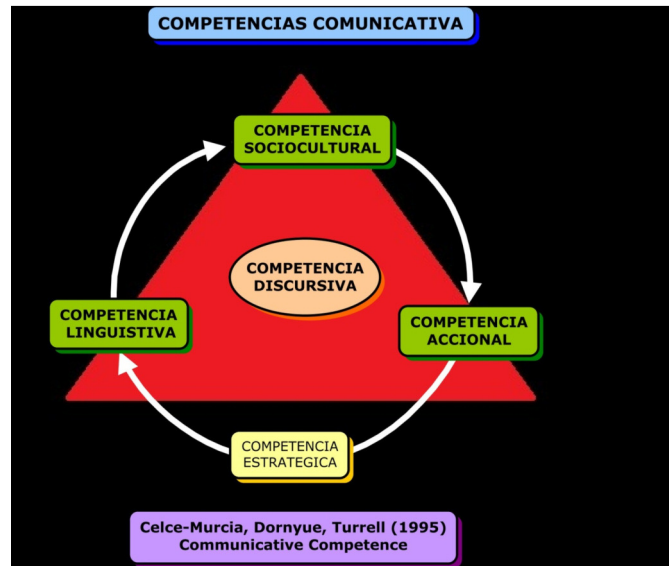 COMPETENCIAS COMUNICATIVA
COMPETENCIA
SOCIOCULTURAL
COMPETENCIA
DISCURSIVA
COMPETENCIA
LINGUISTIVA
COMPETENCIA
ACCIONAL
COMPETENCIA
ESTRATEGICA
Celce-Murcia, Dornyue, Turrell (1995)
Communicative Competence